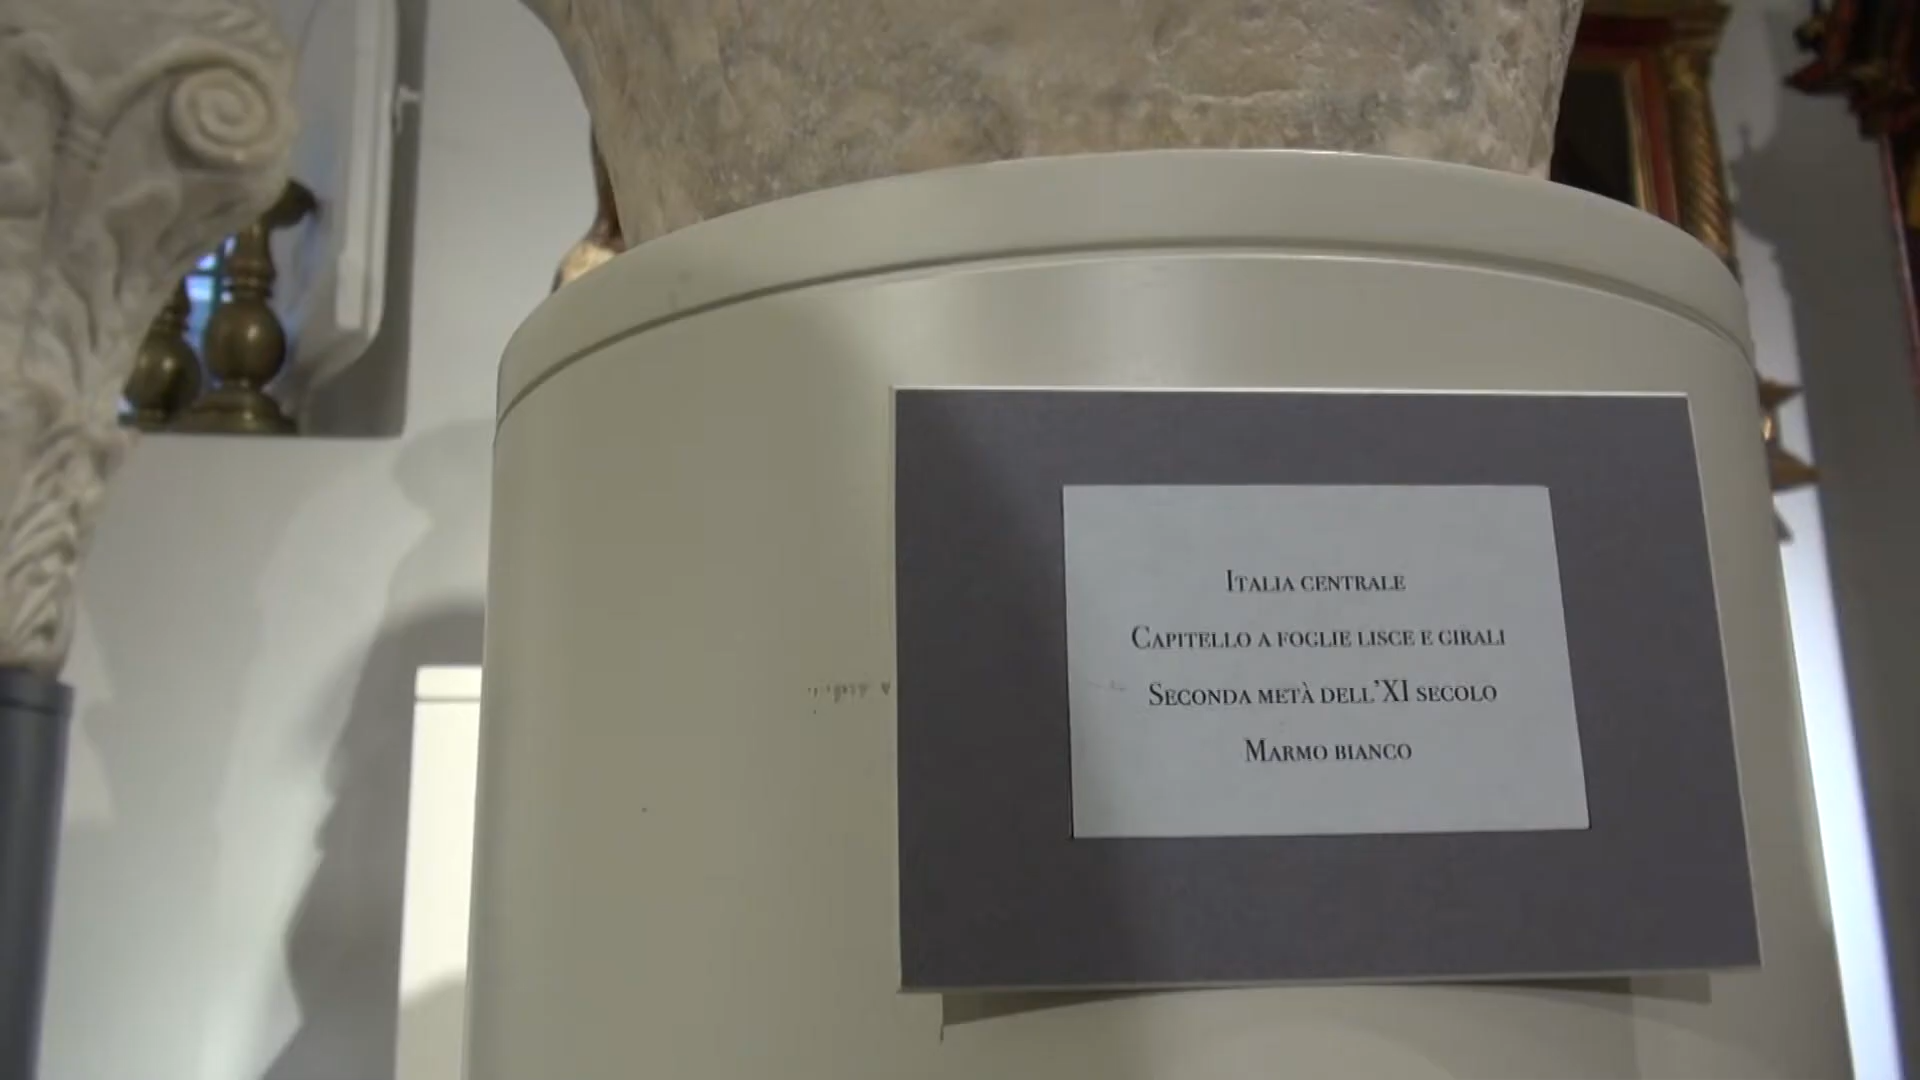 Italia centrale
Capitello a foglie lisce e girali
Seconda metà dell'XI secolo
Marmo bianco